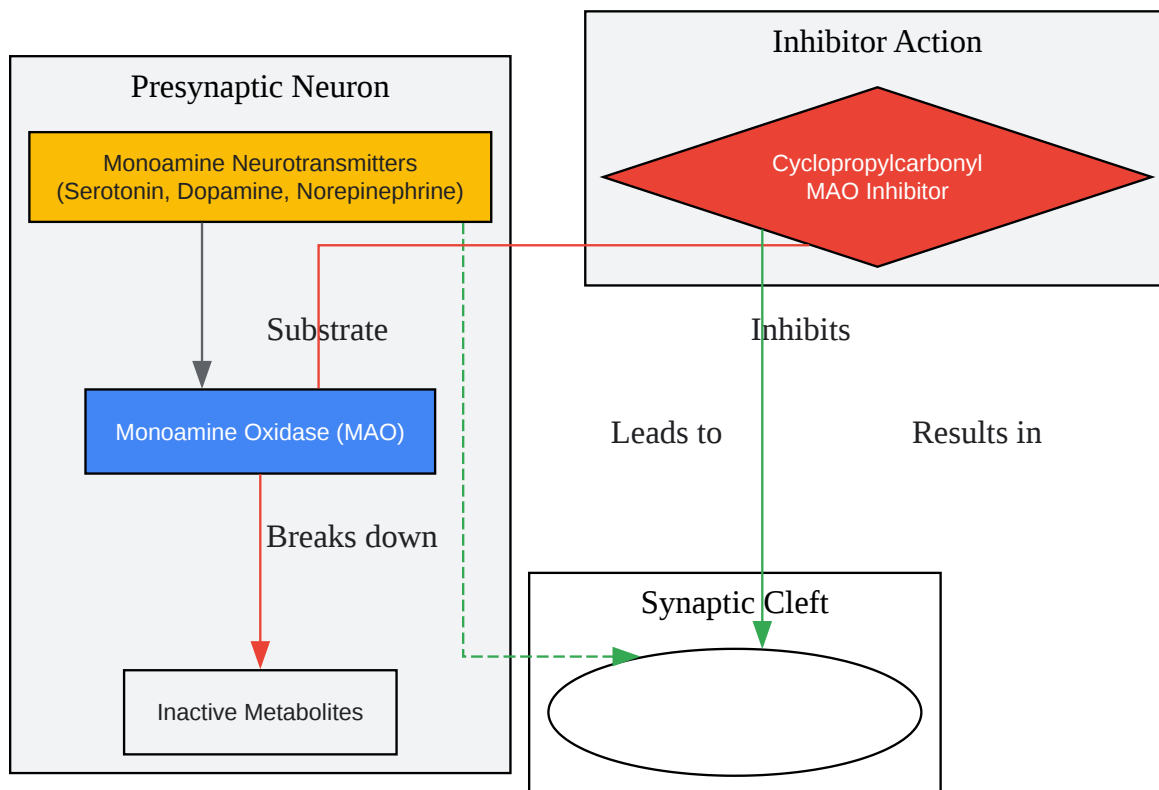 Inhibitor Action
Presynaptic Neuron
Monoamine Neurotransmitters
(Serotonin, Dopamine, Norepinephrine)
Cyclopropylcarbonyl
MAO Inhibitor
Substrate
Inhibits
Monoamine Oxidase (MAO)
Leads to
Results in
Breaks down
Synaptic Cleft
Inactive Metabolites